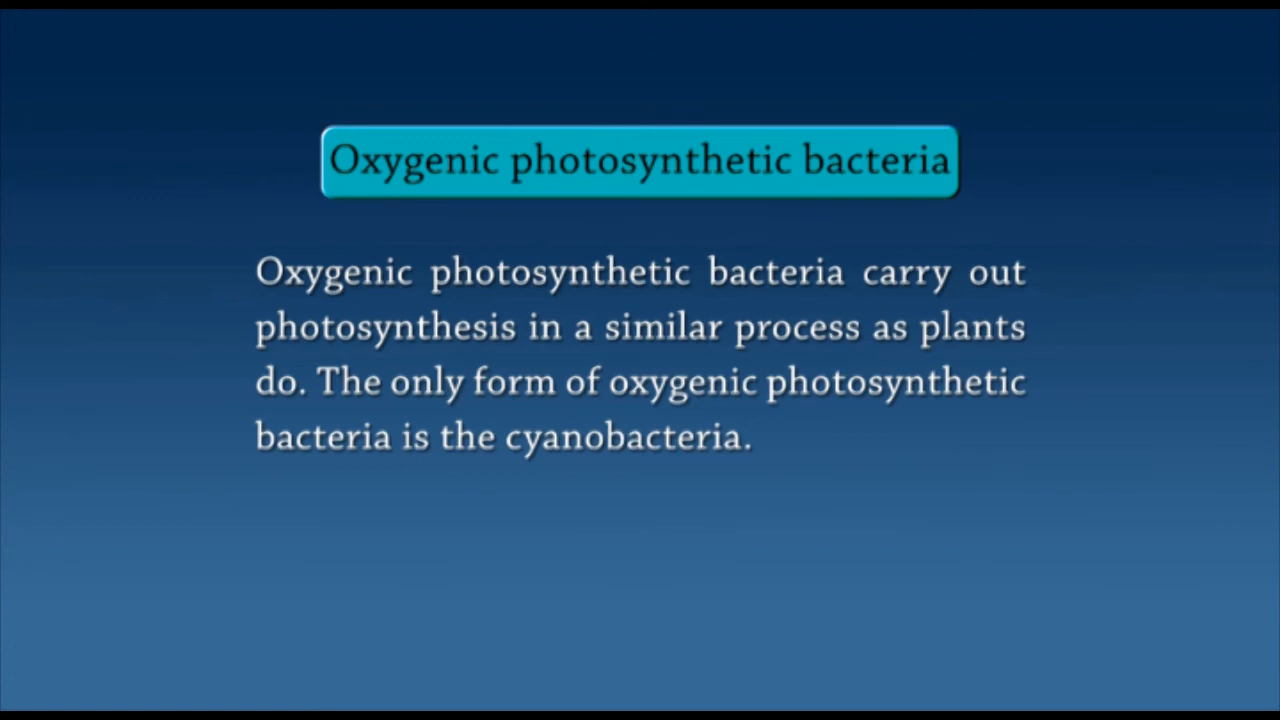 Oxygenic photosynthetic bacteria
Oxygenic photosynthetic bacteria carry out
photosynthesis in a similar process as plants
do. The only form of oxygenic photosynthetic
bacteria is the cyanobacteria.